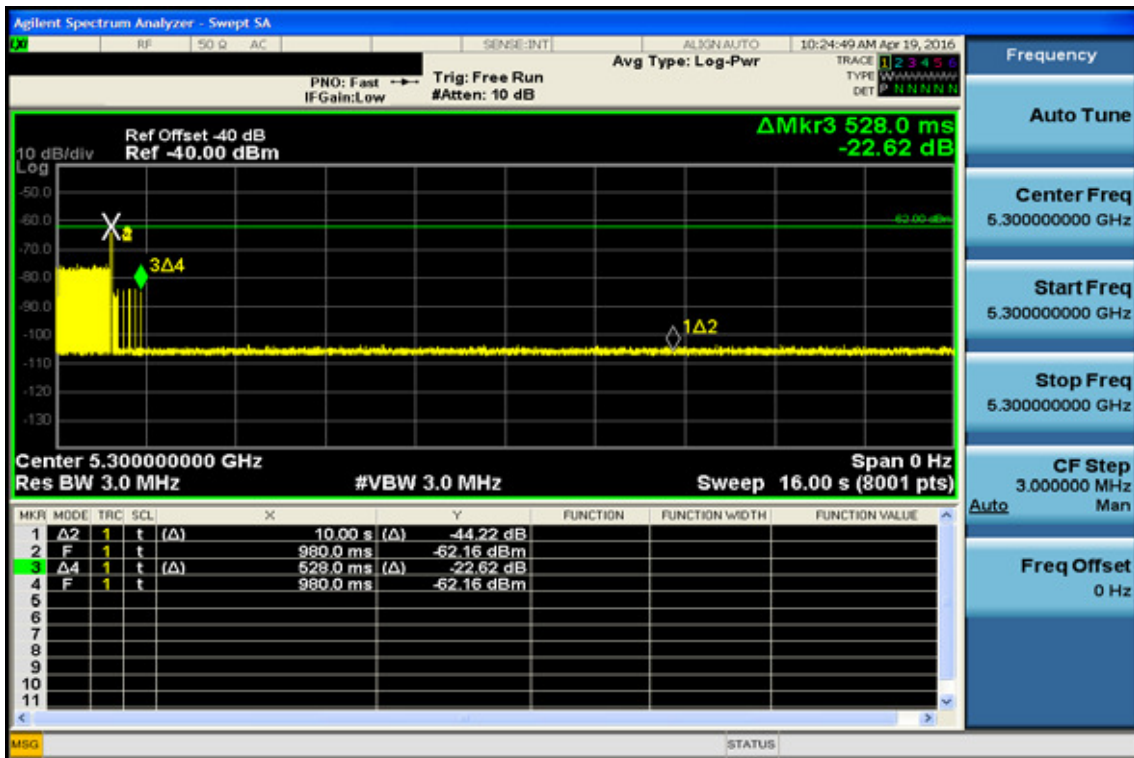 Agilent Spectrum Analyzer - Swept SA
LXI RF 50 Ω AC SENSE:INT ALIGN AUTO 10:24:49 AM Apr 19, 2016
Avg Type: Log-Pwr
TRACE 1 2 3 4 5 6
TYPE
DET P N N N N N
PNO: Fast
IFGain:Low
Trig: Free Run
#Atten: 10 dB
ΔMkr3 528.0 ms
-22.62 dB
Ref Offset -40 dB
10 dB/div Ref -40.00 dBm
Log
-50.0
-60.0
-62.00 dBm
-70.0
-80.0
-90.0
-100
-110
-120
-130
3Δ4
1Δ2
Center 5.300000000 GHz Span 0 Hz
Res BW 3.0 MHz #VBW 3.0 MHz Sweep 16.00 s (8001 pts)
MKR MODE TRC SCL X Y FUNCTION FUNCTION WIDTH FUNCTION VALUE
1 Δ2 1 t (Δ) 10.00 s (Δ) -44.22 dB
2 F 1 t 980.0 ms -62.16 dBm
3 Δ4 1 t (Δ) 528.0 ms (Δ) -22.62 dB
4 F 1 t 980.0 ms -62.16 dBm
5
6
7
8
9
10
11
MSG STATUS
Frequency
Auto Tune
Center Freq
5.300000000 GHz
Start Freq
5.300000000 GHz
Stop Freq
5.300000000 GHz
CF Step
3.000000 MHz
Auto Man
Freq Offset
0 Hz